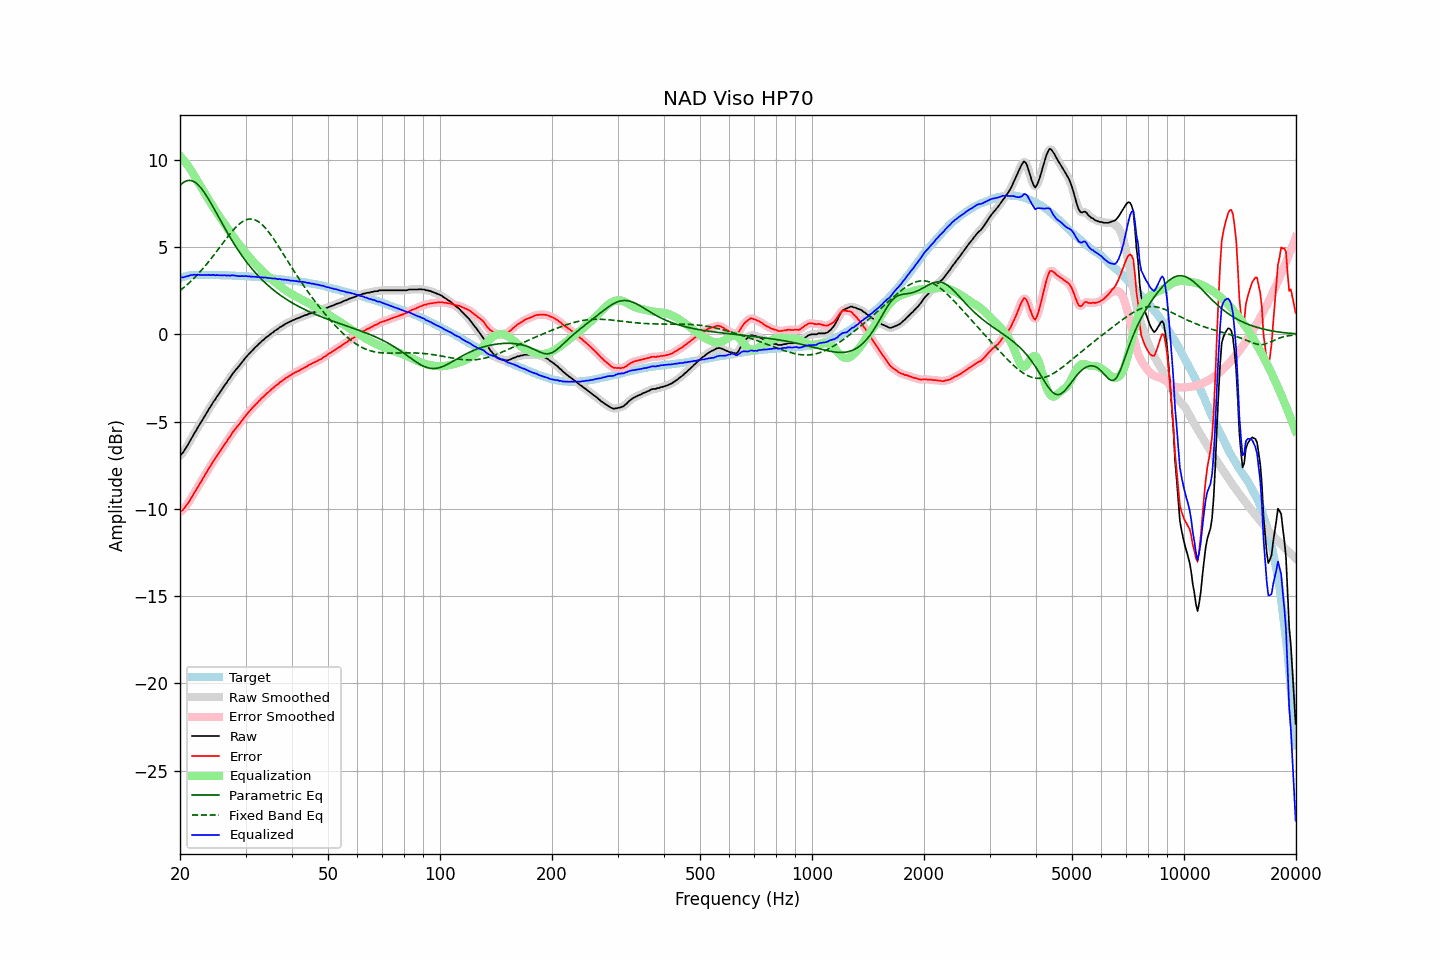 NAD Viso HP70
10
5
0
−5
−10
−15
−20
−25
Amplitude (dBr)
Target
Raw Smoothed
Error Smoothed
Raw
Error
Equalization
Parametric Eq
Fixed Band Eq
Equalized
20 50 100 200 500 1000 2000 5000 10000 20000
Frequency (Hz)